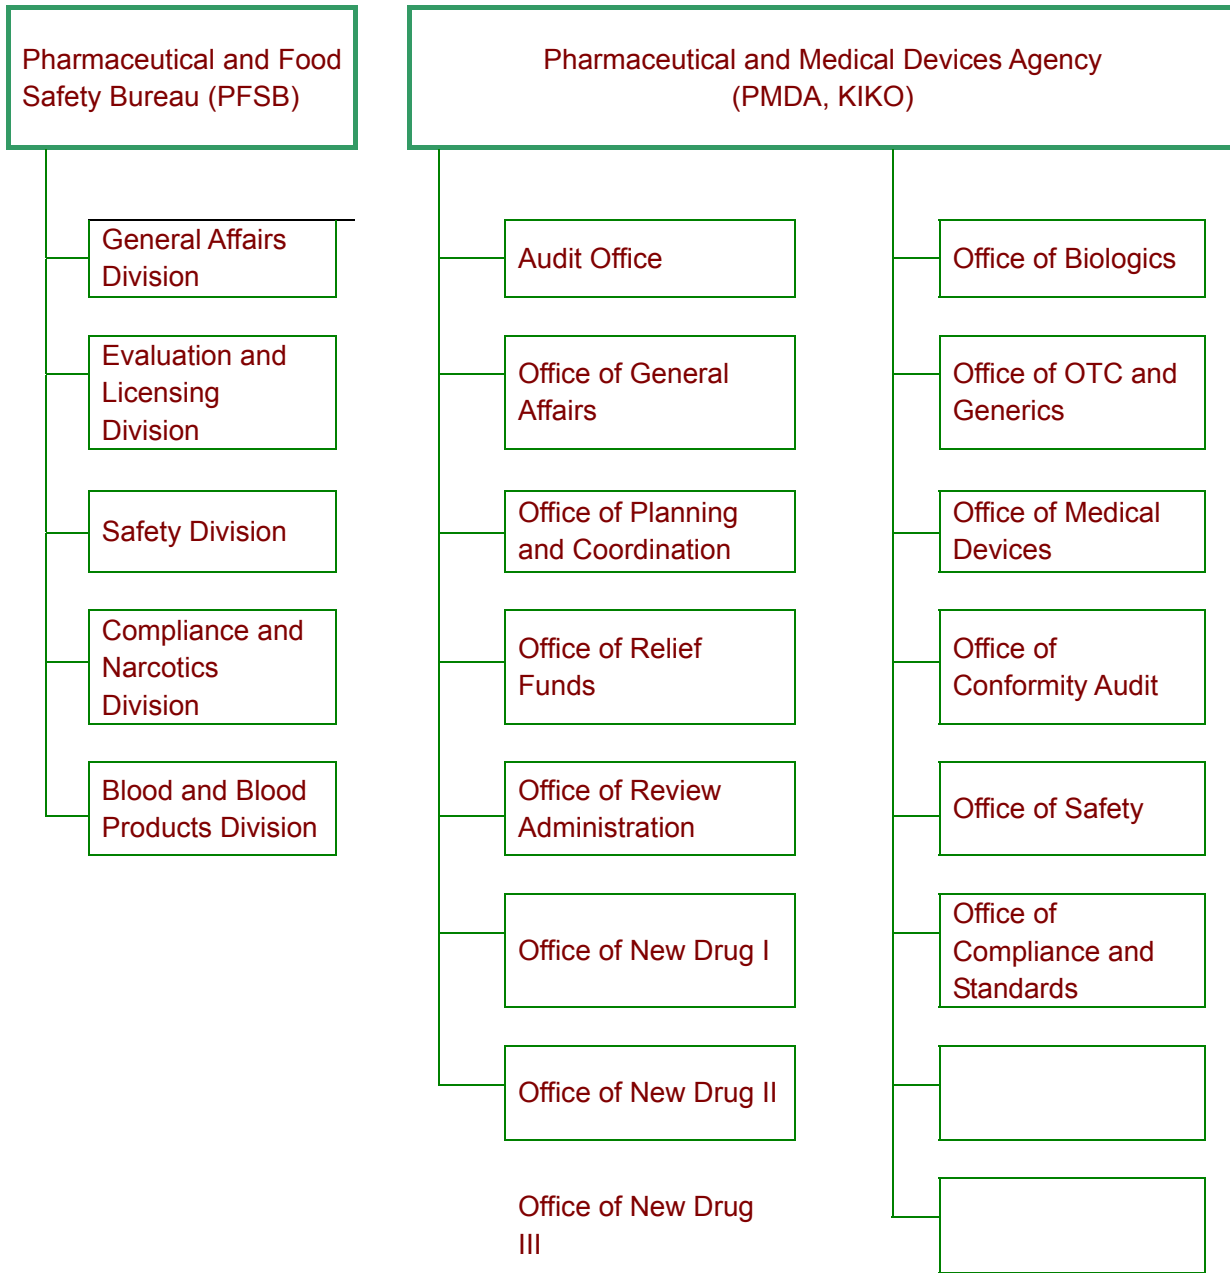 Pharmaceutical and Food
Safety Bureau (PFSB)
Pharmaceutical and Medical Devices Agency
(PMDA, KIKO)
General Affairs
Division
Evaluation and
Licensing
Division
Safety Division
Compliance and
Narcotics
Division
Blood and Blood
Products Division
Audit Office
Office of General
Affairs
Office of Planning
and Coordination
Office of Relief
Funds
Office of Review
Administration
Office of New Drug I
Office of New Drug II
Office of New Drug
III
Office of Biologics
Office of OTC and
Generics
Office of Medical
Devices
Office of
Conformity Audit
Office of Safety
Office of
Compliance and
Standards